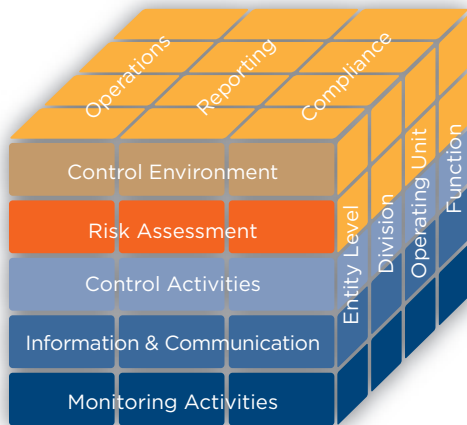 Operations
Reporting
Compliance
Control Environment
Risk Assessment
Control Activities
Information & Communication
Monitoring Activities
Entity Level
Division
Operating Unit
Function